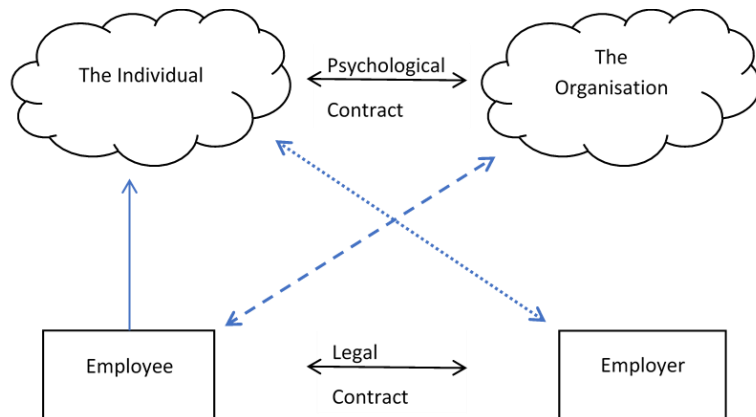 The Individual
Psychological
Contract
The
Organisation
Employee
Legal
Contract
Employer